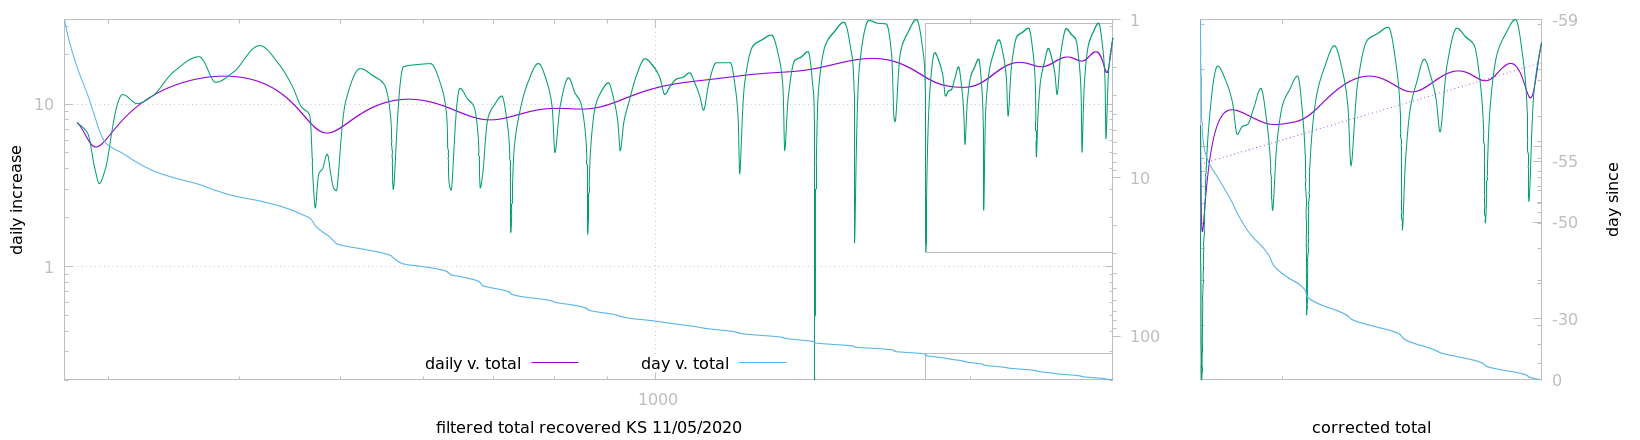 daily increase
10
1
1
10
100
daily v. total
day v. total
1000
filtered total recovered KS 11/05/2020
-59
-55
-50
-30
0
day since
corrected total